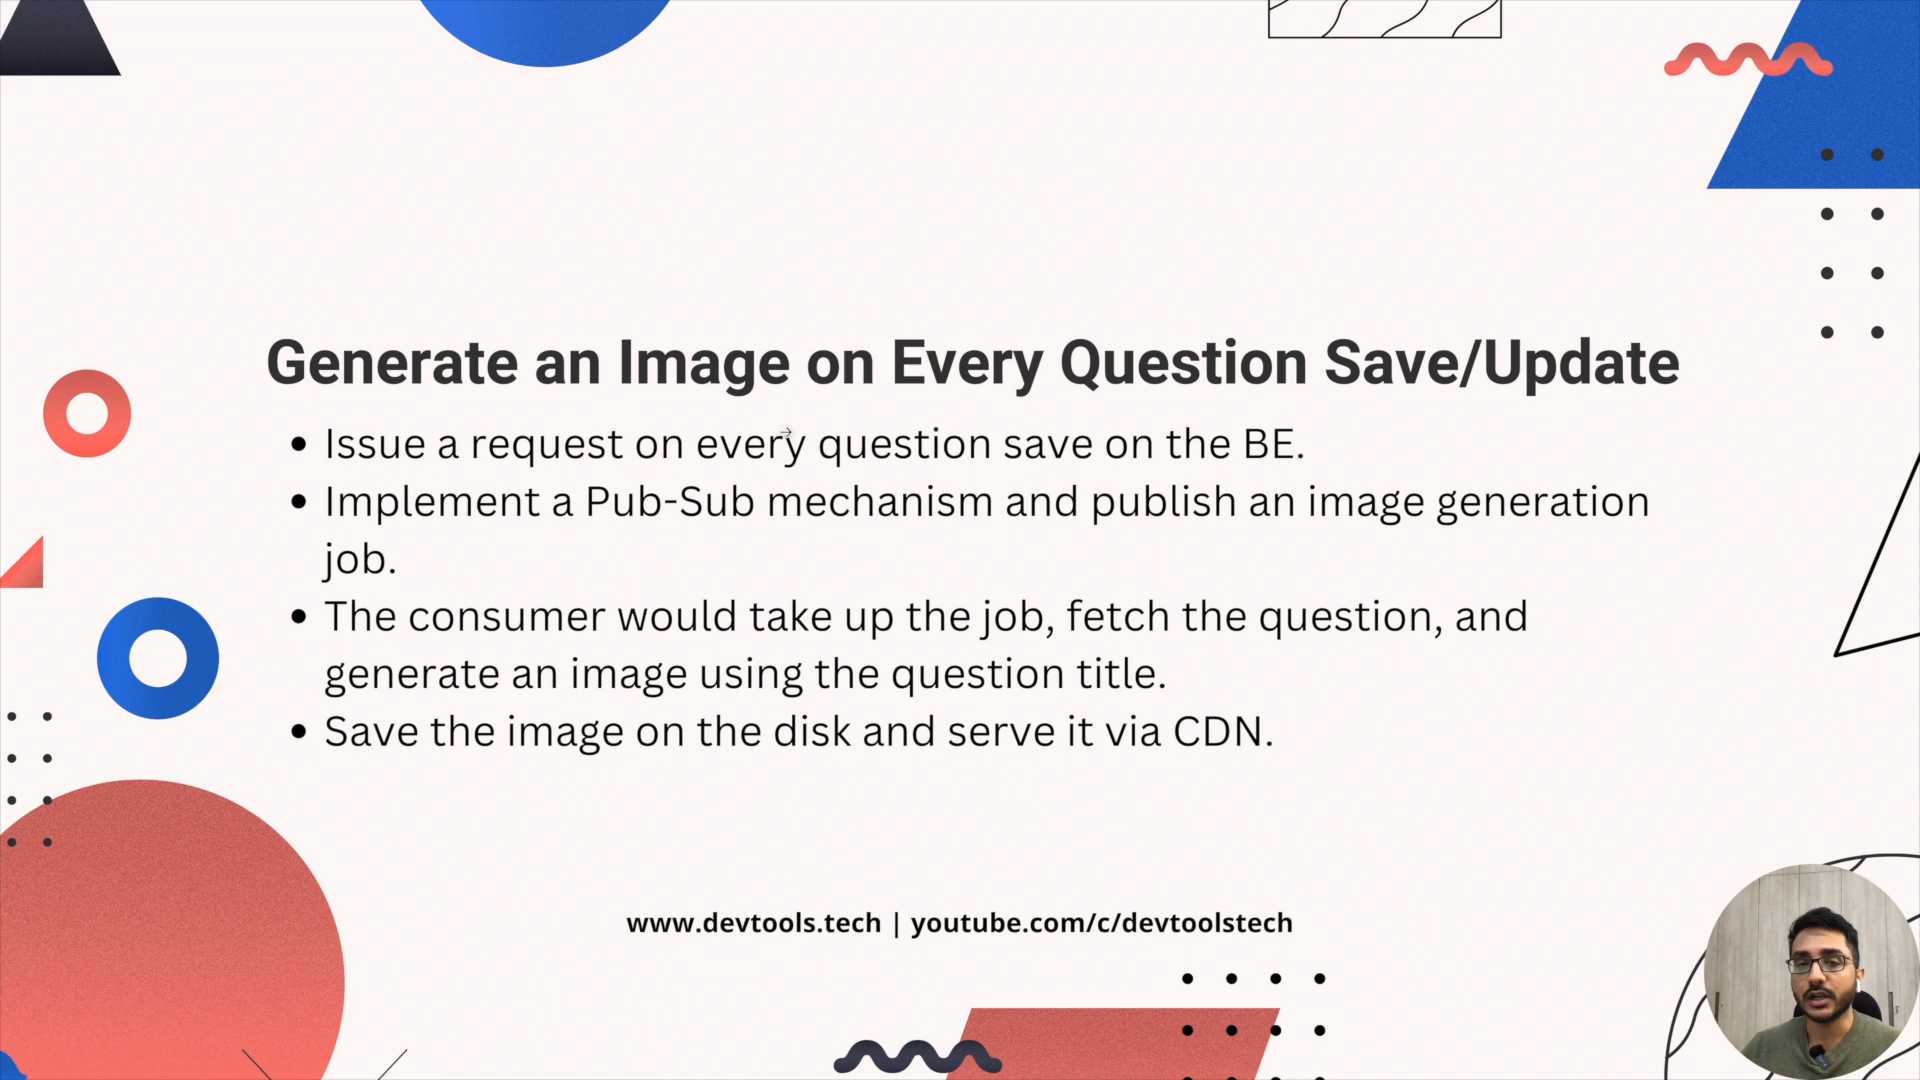 Generate an Image on Every Question Save/Update
• Issue a request on every question save on the BE.
• Implement a Pub-Sub mechanism and publish an image generation
job.
• The consumer would take up the job, fetch the question, and
generate an image using the question title.
• Save the image on the disk and serve it via CDN.
www.devtools.tech | youtube.com/c/devtoolstech